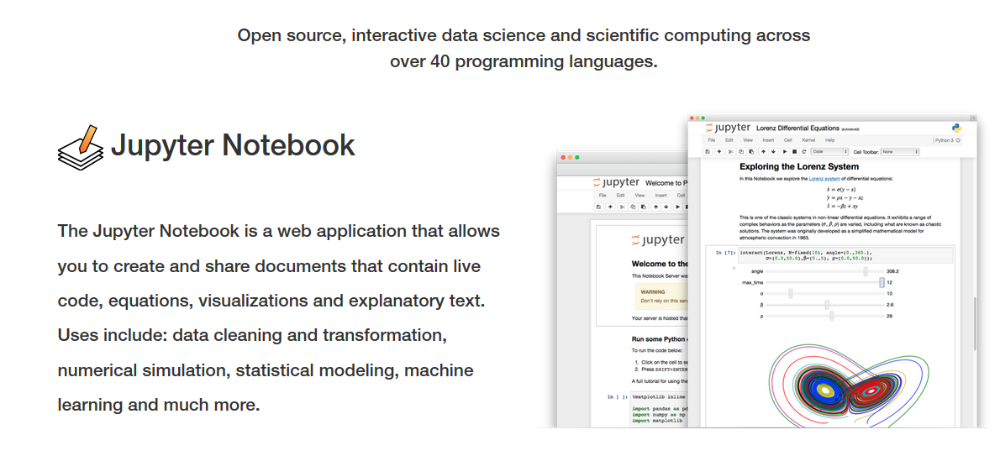 Open source, interactive data science and scientific computing across
over 40 programming languages.
Jupyter Notebook
The Jupyter Notebook is a web application that allows
you to create and share documents that contain live
code, equations, visualizations and explanatory text.
Uses include: data cleaning and transformation,
numerical simulation, statistical modeling, machine
learning and much more.
jupyter Welcome to P
File Edit View Insert Cell
jupyter
Welcome to the
This Notebook Server was
WARNING
Don't rely on this serv
Your server is hosted than
Run some Python
To run the code below:
1. Click on the cell to se
2. Press SHIFT+ENTER
A full tutorial for using the
In [ ]: %matplotlib inline
import pandas as pd
import numpy as np
import matplotlib
jupyter Lorenz Differential Equations (autosaved)
File Edit View Insert Cell Kernel Help
Python 3
Code Cell Toolbar: None
Exploring the Lorenz System
In this Notebook we explore the Lorenz system of differential equations:
ẋ = σ(y − x)
ẏ = ρx − y − xz
ż = −βz + xy
This is one of the classic systems in non-linear differential equations. It exhibits a range of
complex behaviors as the parameters (σ, β, ρ) are varied, including what are known as chaotic
solutions. The system was originally developed as a simplified mathematical model for
atmospheric convection in 1963.
In [7]: interact(Lorenz, N=fixed(10), angle=(0.,360.),
σ=(0.0,50.0),β=(0.,5), ρ=(0.0,50.0));
angle 308.2
max_time 12
σ 10
β 2.6
ρ 28